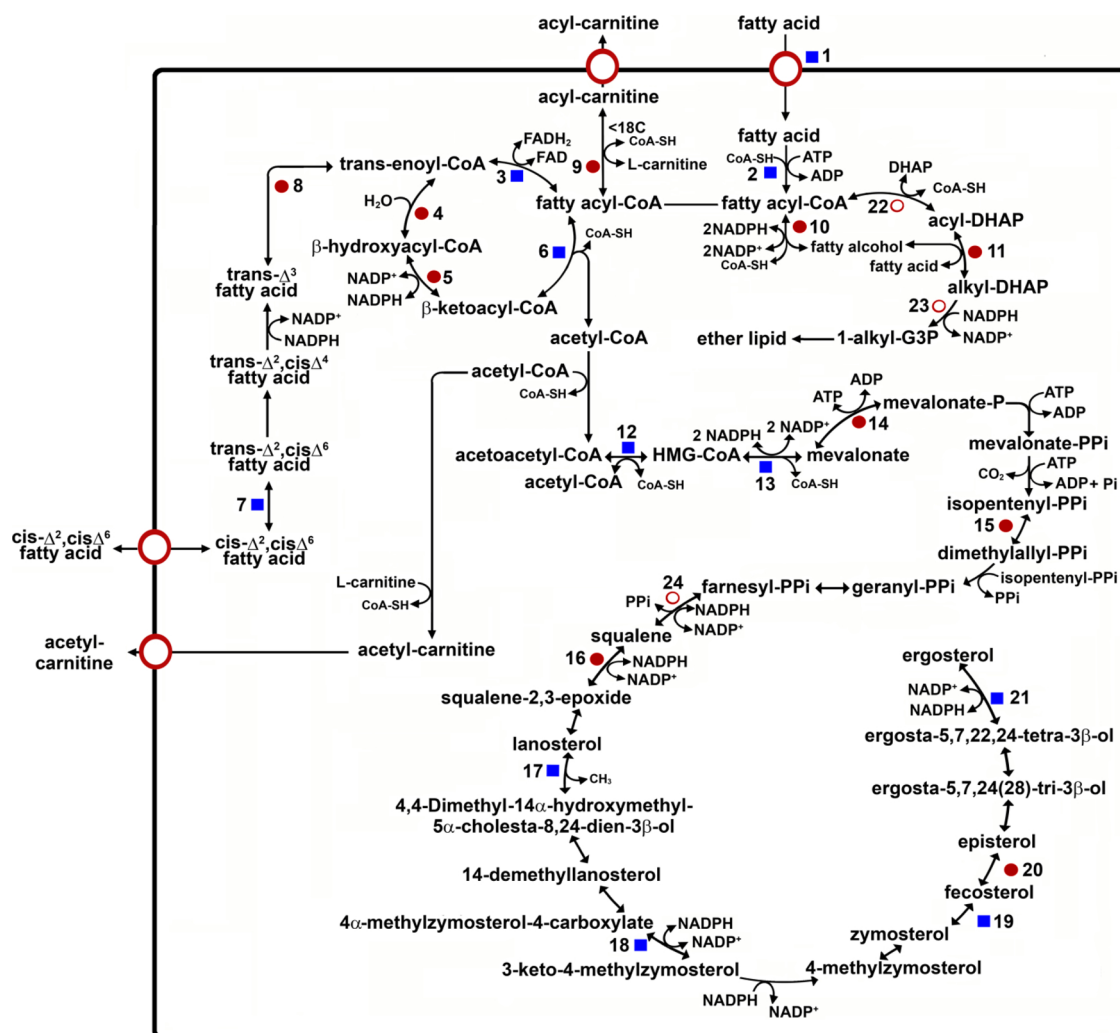 acyl-carnitine
fatty acid
1
acyl-carnitine
fatty acid
<18C
CoA-SH
L-carnitine
9
CoA-SH
ATP
ADP
2
FADH₂
FAD
3
trans-enoyl-CoA
8
H₂O
4
fatty acyl-CoA
fatty acyl-CoA
DHAP
CoA-SH
22
acyl-DHAP
β-hydroxyacyl-CoA
6
CoA-SH
2NADPH
2NADP⁺
CoA-SH
10
fatty alcohol
fatty acid
11
NADP⁺
NADPH
5
β-ketoacyl-CoA
alkyl-DHAP
23
NADPH
NADP⁺
trans-Δ³
fatty acid
NADP⁺
NADPH
acetyl-CoA
ether lipid
1-alkyl-G3P
trans-Δ²,cisΔ⁴
fatty acid
acetyl-CoA
CoA-SH
ATP
ADP
mevalonate-P
ATP
ADP
14
trans-Δ²,cisΔ⁶
fatty acid
acetoacetyl-CoA
12
acetyl-CoA
CoA-SH
HMG-CoA
2 NADPH
2 NADP⁺
13
CoA-SH
mevalonate
mevalonate-PPi
CO₂
ATP
ADP+ Pi
7
isopentenyl-PPi
15
cis-Δ²,cisΔ⁶
fatty acid
cis-Δ²,cisΔ⁶
fatty acid
dimethylallyl-PPi
isopentenyl-PPi
PPi
L-carnitine
CoA-SH
24
farnesyl-PPi
geranyl-PPi
PPi
NADPH
NADP⁺
squalene
acetyl-
carnitine
acetyl-carnitine
16
NADPH
NADP⁺
ergosterol
NADP⁺
NADPH
21
squalene-2,3-epoxide
ergosta-5,7,22,24-tetra-3β-ol
lanosterol
17
CH₃
ergosta-5,7,24(28)-tri-3β-ol
4,4-Dimethyl-14α-hydroxymethyl-
5α-cholesta-8,24-dien-3β-ol
episterol
20
14-demethyllanosterol
fecosterol
19
4α-methylzymosterol-4-carboxylate
18
NADPH
NADP⁺
zymosterol
3-keto-4-methylzymosterol
4-methylzymosterol
NADPH
NADP⁺